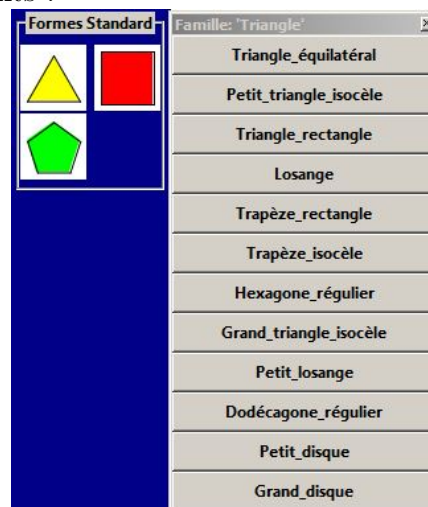 Formes Standard
Famille: 'Triangle'
Triangle_équilatéral
Petit_triangle_isocèle
Triangle_rectangle
Losange
Trapèze_rectangle
Trapèze_isocèle
Hexagone_régulier
Grand_triangle_isocèle
Petit_losange
Dodécagone_régulier
Petit_disque
Grand_disque